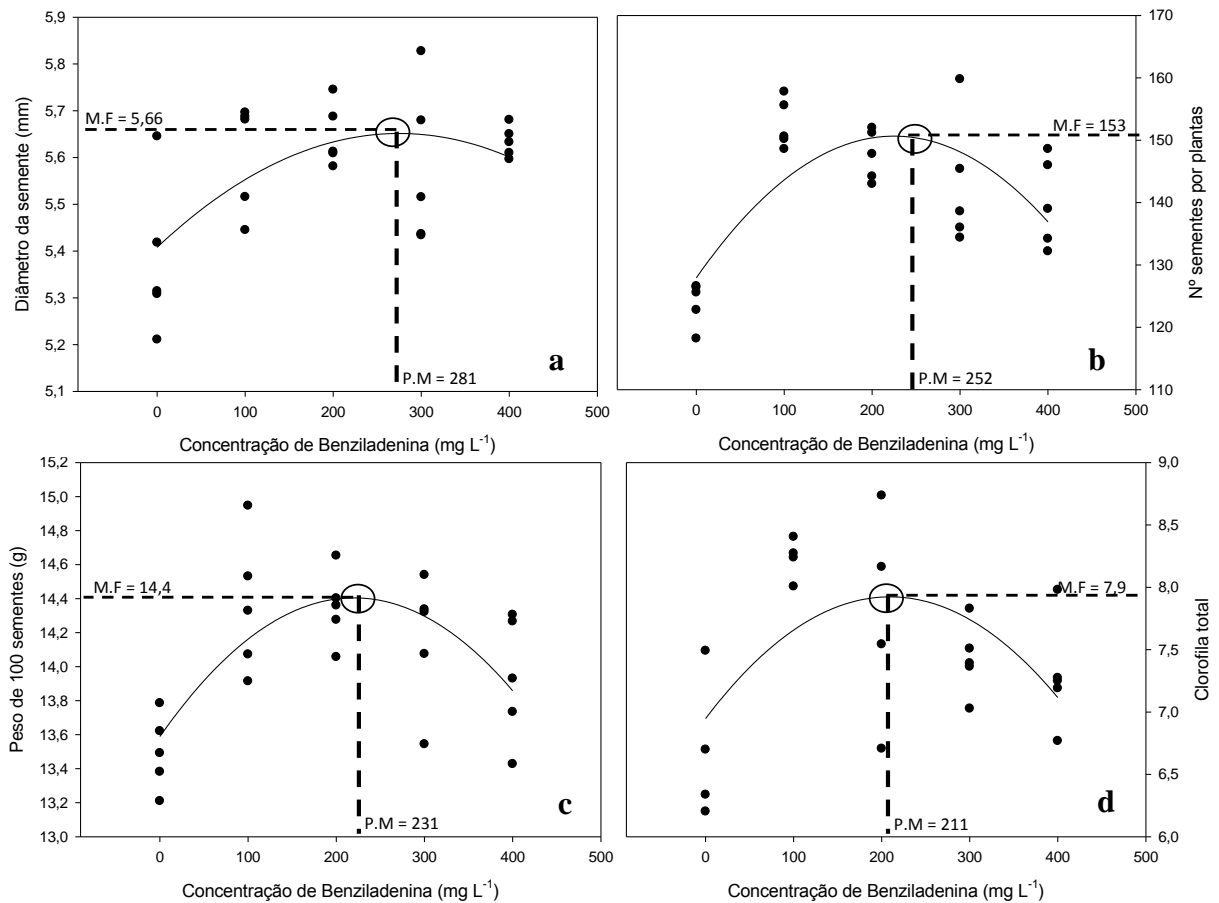 5,9
5,8
5,7
5,6
5,5
5,4
5,3
5,2
5,1
Diâmetro da semente (mm)
M.F = 5,66
P.M = 281
a
0 100 200 300 400 500
Concentração de Benziladenina (mg L⁻¹)
170
160
150
140
130
120
110
Nº sementes por plantas
M.F = 153
P.M = 252
b
0 100 200 300 400 500
Concentração de Benziladenina (mg L⁻¹)
15,2
15,0
14,8
14,6
14,4
14,2
14,0
13,8
13,6
13,4
13,2
13,0
Peso de 100 sementes (g)
M.F = 14,4
P.M = 231
c
0 100 200 300 400 500
Concentração de Benziladenina (mg L⁻¹)
9,0
8,5
8,0
7,5
7,0
6,5
6,0
Clorofila total
M.F = 7,9
P.M = 211
d
0 100 200 300 400 500
Concentração de Benziladenina (mg L⁻¹)